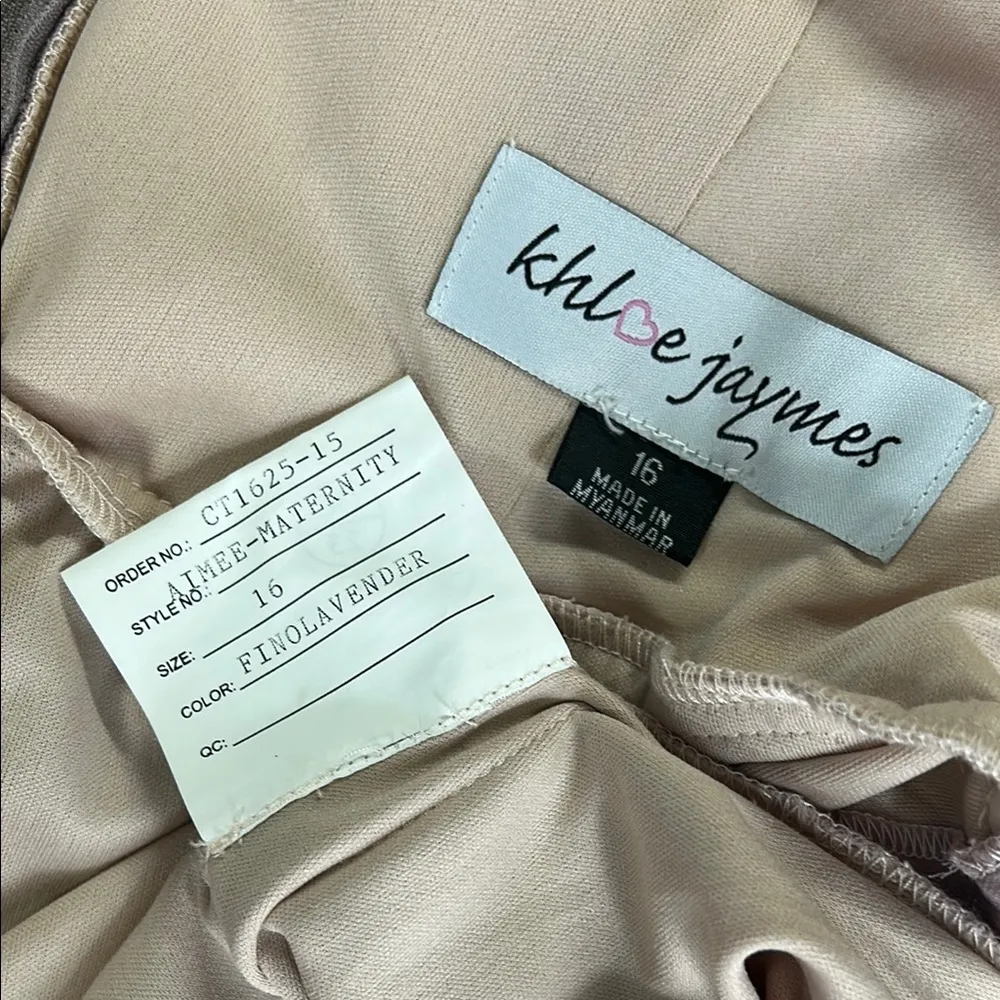 khloe jaymes
16
MADE IN
MYANMAR
ORDER NO.: CT1625-15
STYLE NO.: AIMEE-MATERNITY
SIZE: 16
COLOR: FINOLAVENDER
QC: